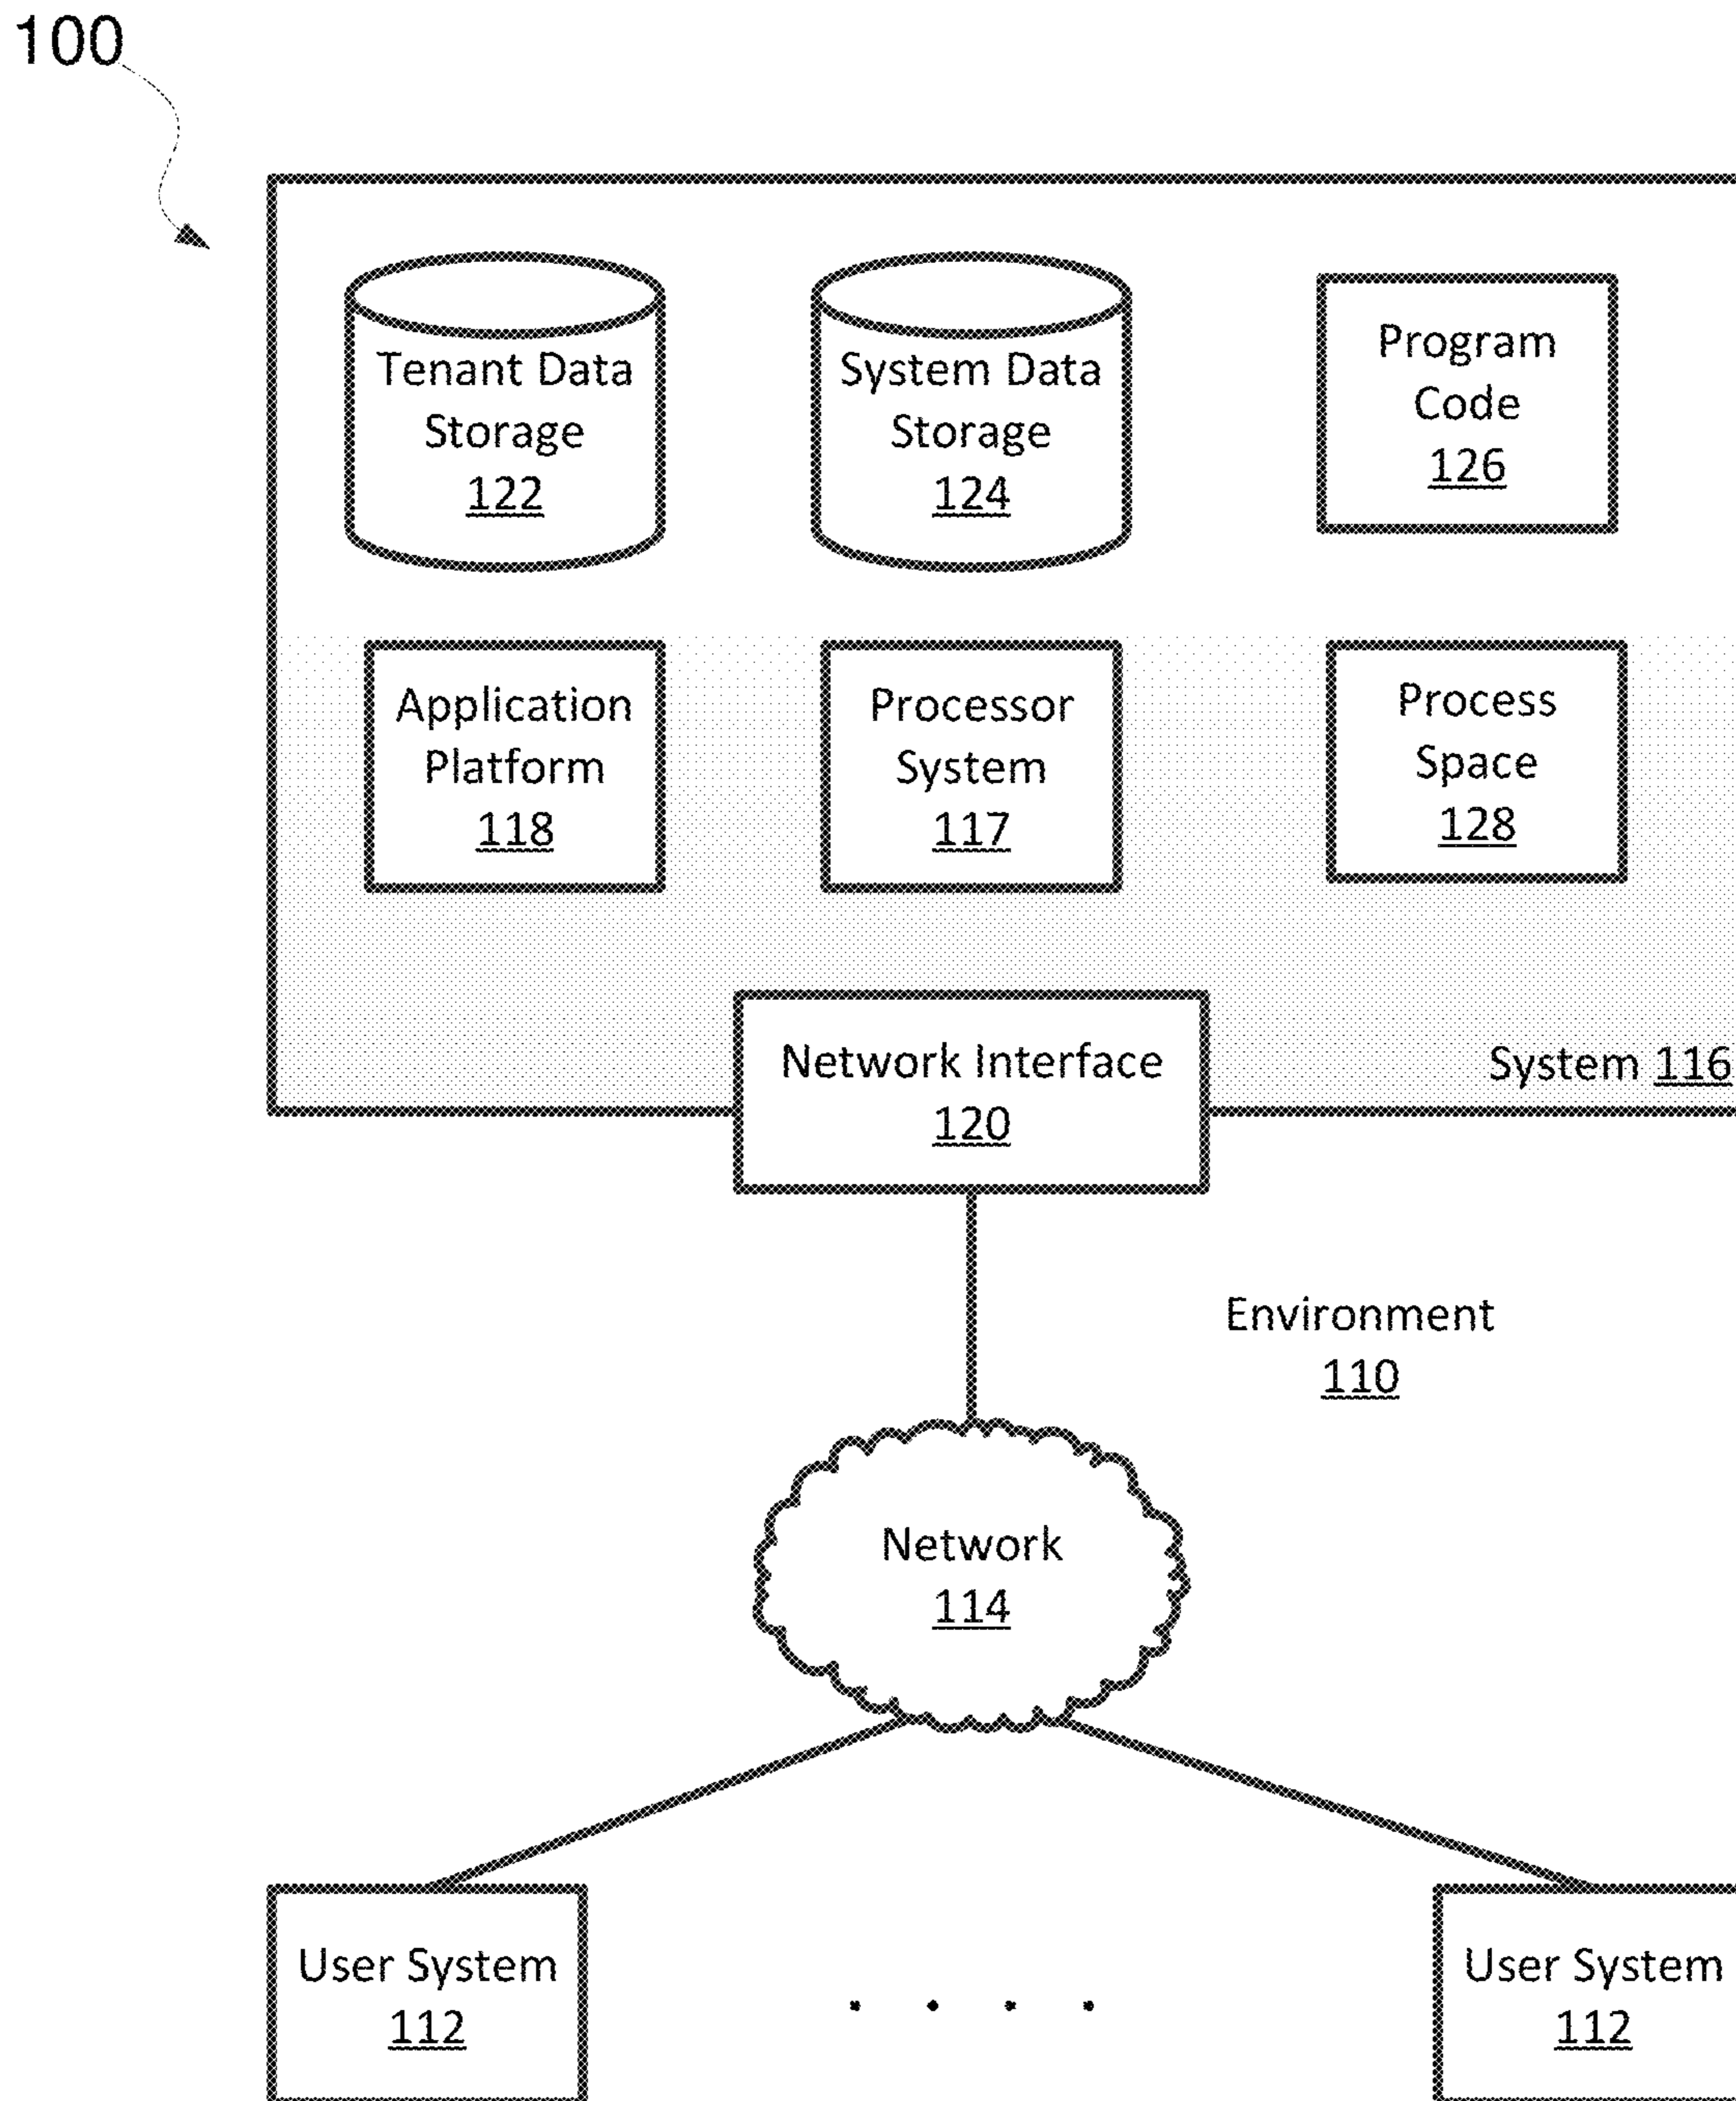 100
Tenant Data
Storage
122
System Data
Storage
124
Program
Code
126
Application
Platform
118
Processor
System
117
Process
Space
128
Network Interface
120
System 116
Environment
110
Network
114
User System
112
. . . .
User System
112